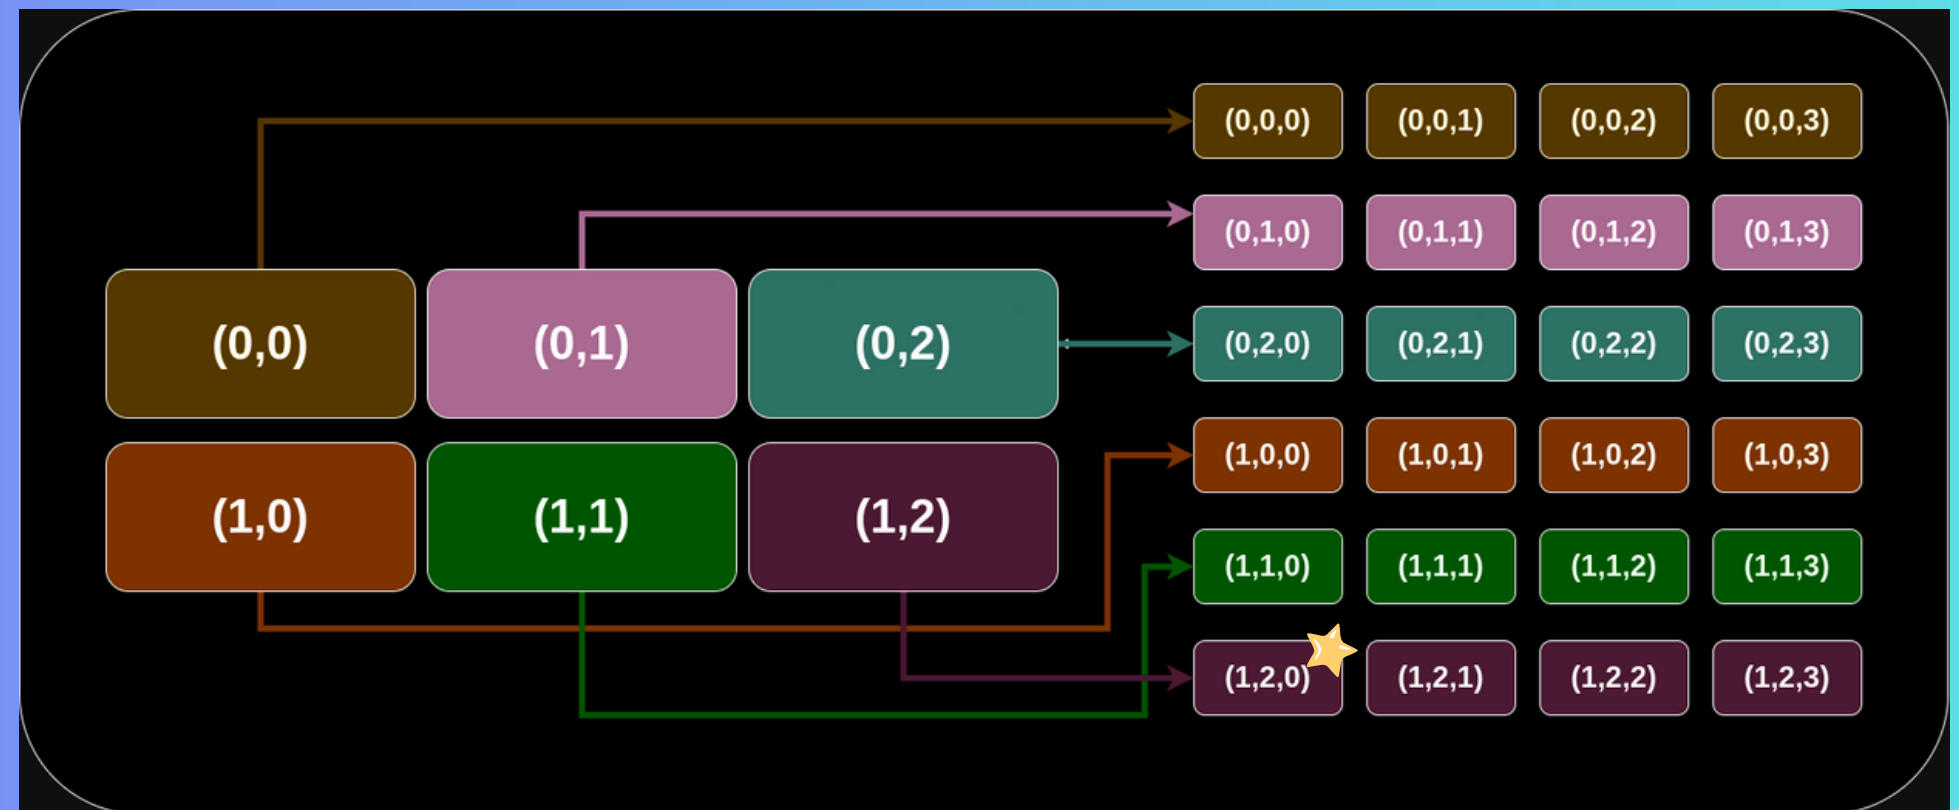 (0,0,0) (0,0,1) (0,0,2) (0,0,3)
(0,1,0) (0,1,1) (0,1,2) (0,1,3)
(0,0) (0,1) (0,2) (0,2,0) (0,2,1) (0,2,2) (0,2,3)
(1,0,0) (1,0,1) (1,0,2) (1,0,3)
(1,0) (1,1) (1,2)
(1,1,0) (1,1,1) (1,1,2) (1,1,3)
(1,2,0) (1,2,1) (1,2,2) (1,2,3)